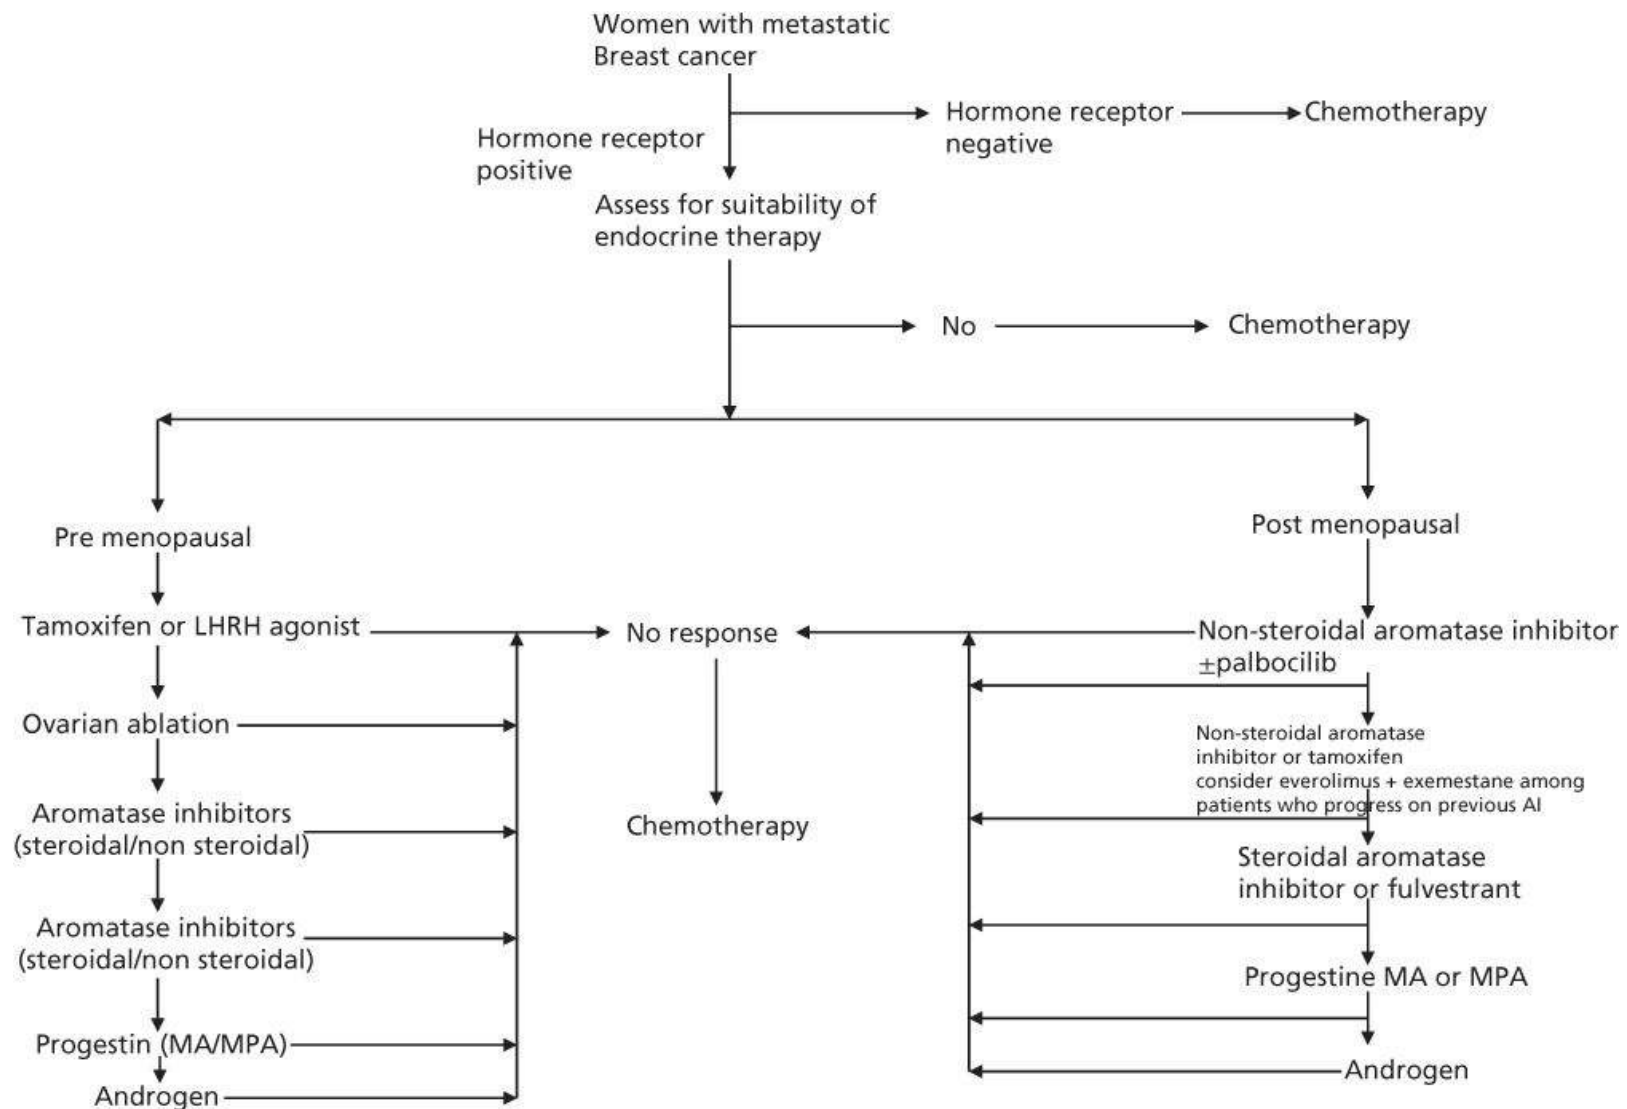 Women with metastatic
Breast cancer
Hormone receptor
negative
Chemotherapy
Hormone receptor
positive
Assess for suitability of
endocrine therapy
No
Chemotherapy
Pre menopausal
Tamoxifen or LHRH agonist
Ovarian ablation
Aromatase inhibitors
(steroidal/non steroidal)
Aromatase inhibitors
(steroidal/non steroidal)
Progestin (MA/MPA)
Androgen
No response
Chemotherapy
Post menopausal
Non-steroidal aromatase inhibitor
±palbocilib
Non-steroidal aromatase
inhibitor or tamoxifen
consider everolimus + exemestane among
patients who progress on previous AI
Steroidal aromatase
inhibitor or fulvestrant
Progestine MA or MPA
Androgen